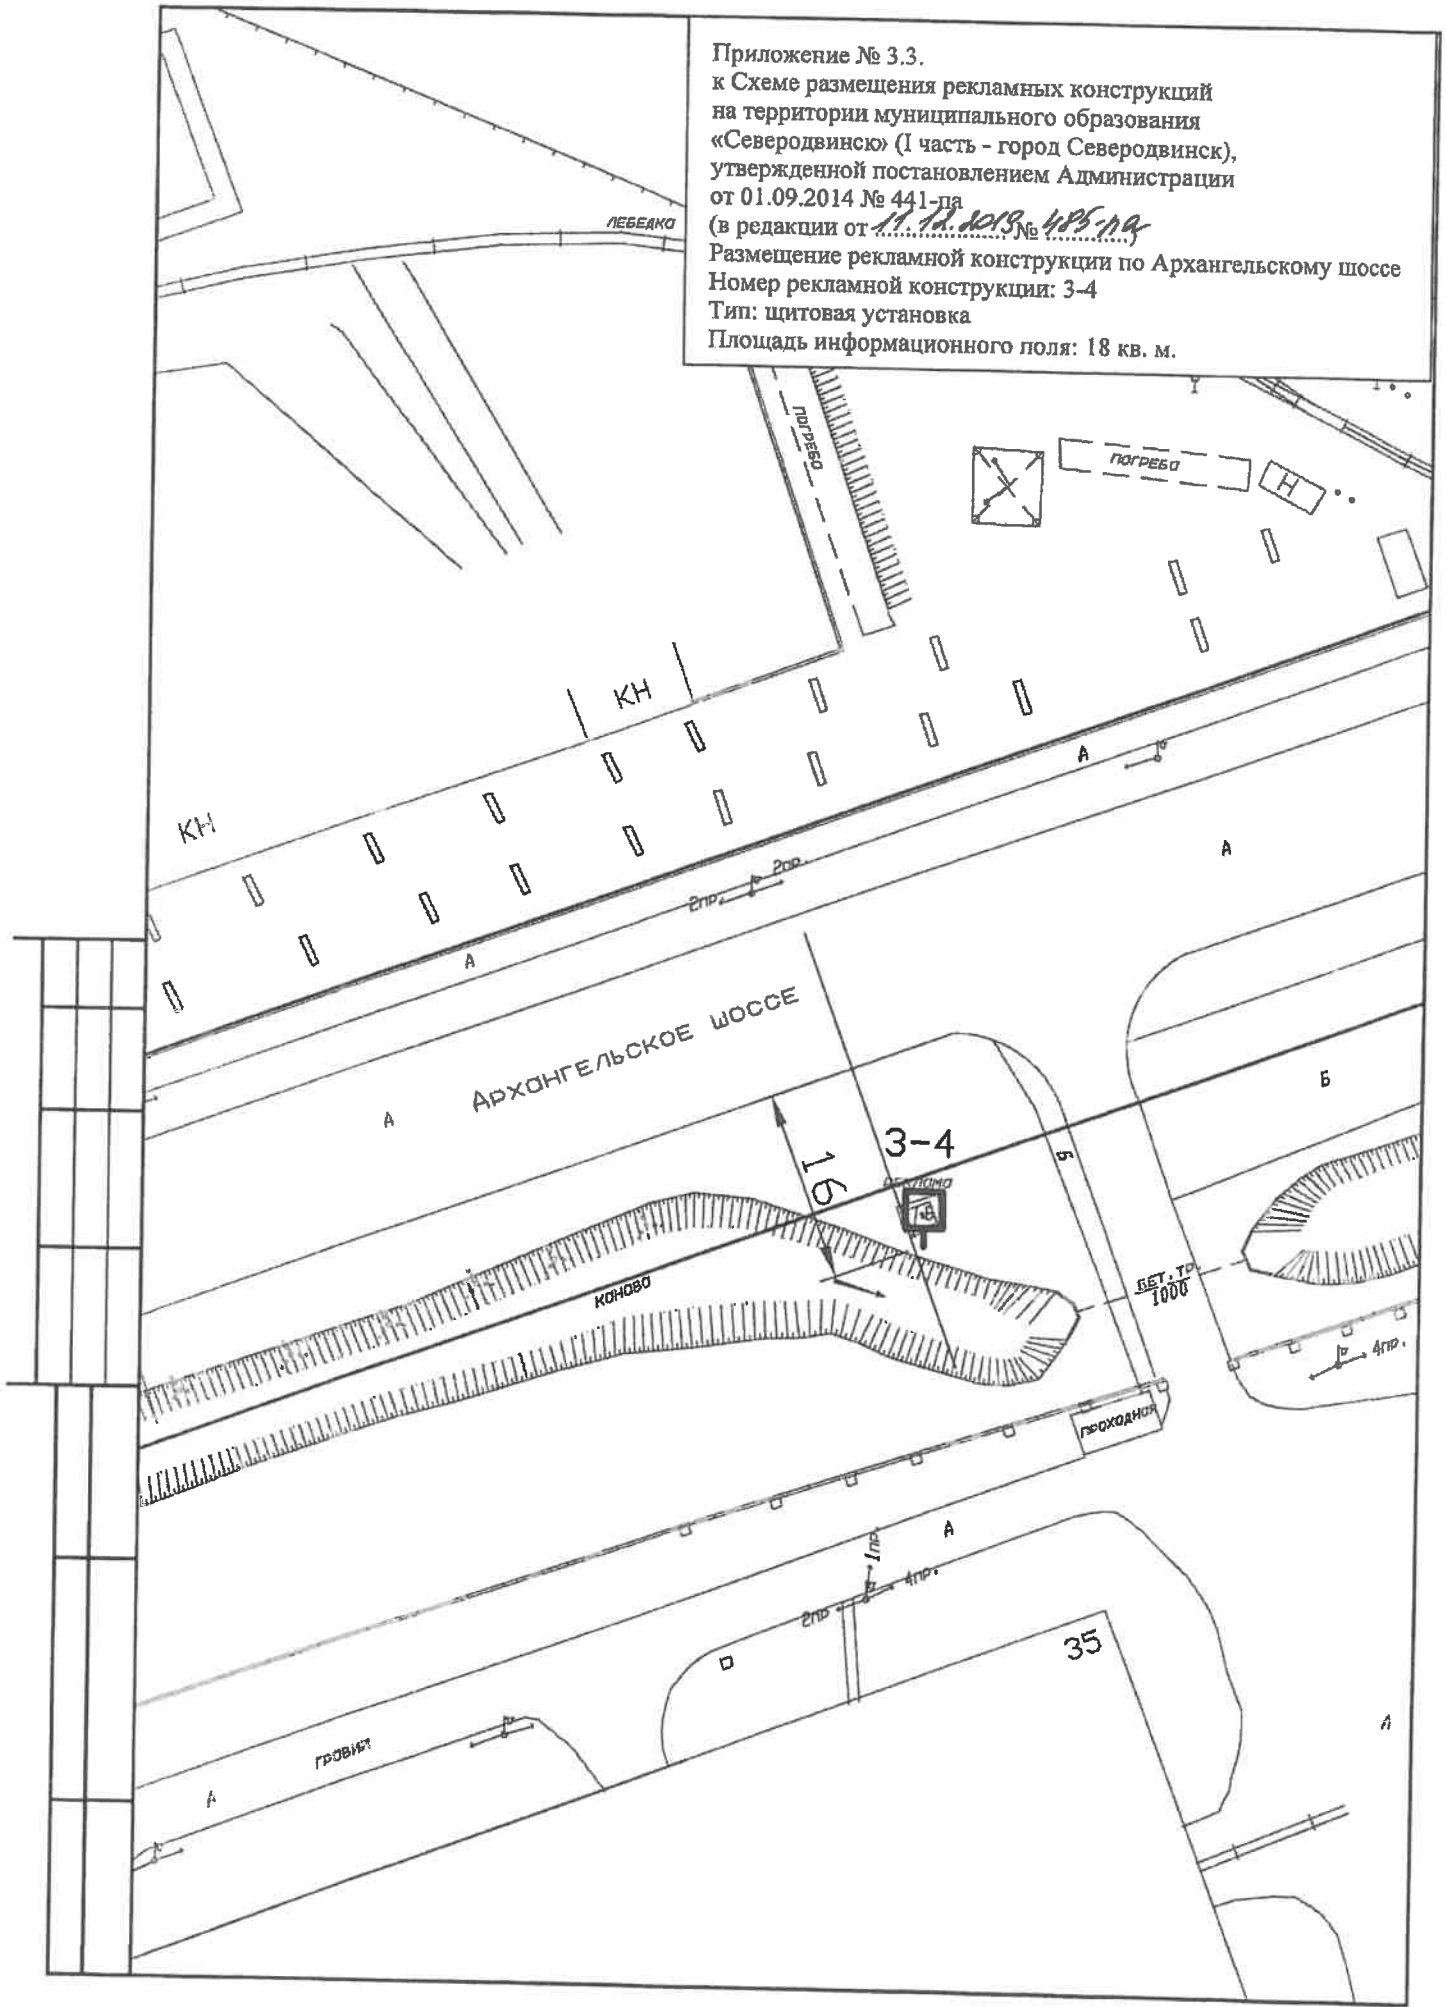 Приложение № 3.3.
к Схеме размещения рекламных конструкций
на территории муниципального образования
«Северодвинск» (I часть - город Северодвинск),
утвержденной постановлением Администрации
от 01.09.2014 № 441-па
(в редакции от 11.12.2019 № 485-па)
Размещение рекламной конструкции по Архангельскому шоссе
Номер рекламной конструкции: 3-4
Тип: щитовая установка
Площадь информационного поля: 18 кв. м.
ЛЕБЕДКА
ПОГРЕБА
ПОГРЕБА
Н
КН
КН
А
А
2пр.
2пр.
А
АРХАНГЕЛЬСКОЕ ШОССЕ
А
Б
3-4
Б
16
РЕКЛАМА
КАНАВА
БЕТ.ТР.
1000
4пр.
ПРОХОДНАЯ
А
1пр
4пр.
2пр
35
ГРАВИЙ
А
А